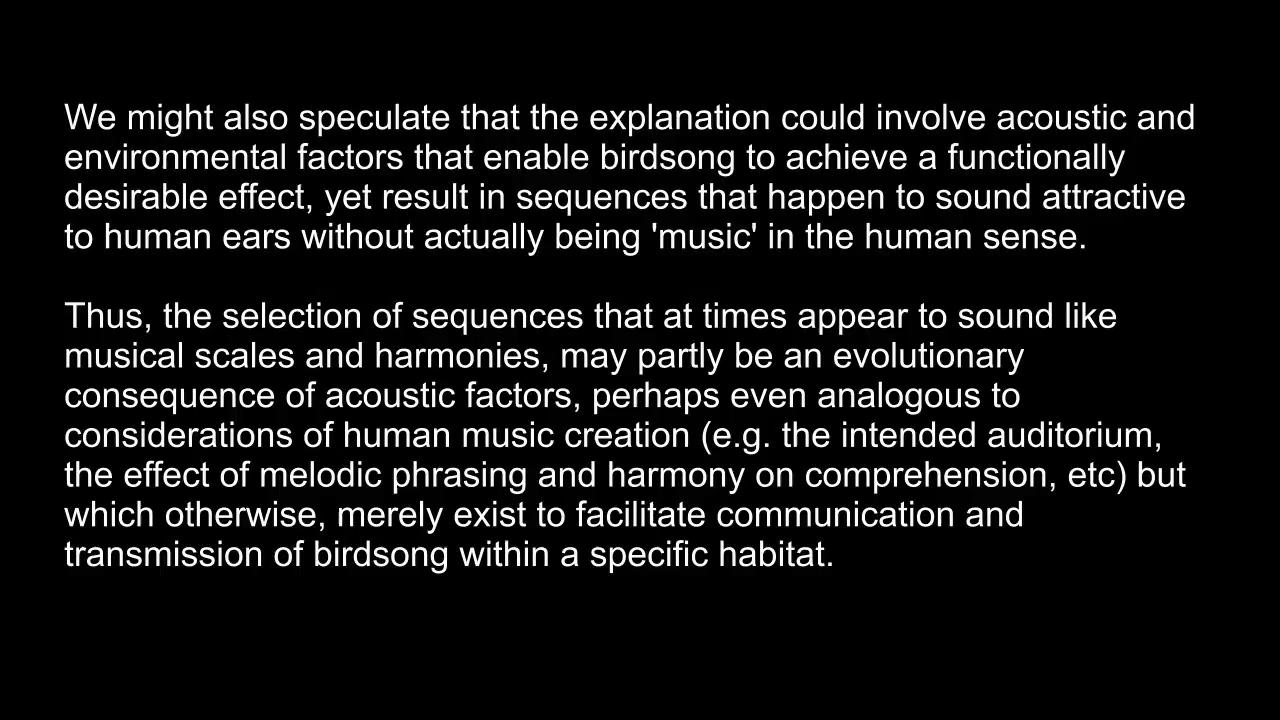 We might also speculate that the explanation could involve acoustic and
environmental factors that enable birdsong to achieve a functionally
desirable effect, yet result in sequences that happen to sound attractive
to human ears without actually being 'music' in the human sense.
Thus, the selection of sequences that at times appear to sound like
musical scales and harmonies, may partly be an evolutionary
consequence of acoustic factors, perhaps even analogous to
considerations of human music creation (e.g. the intended auditorium,
the effect of melodic phrasing and harmony on comprehension, etc) but
which otherwise, merely exist to facilitate communication and
transmission of birdsong within a specific habitat.